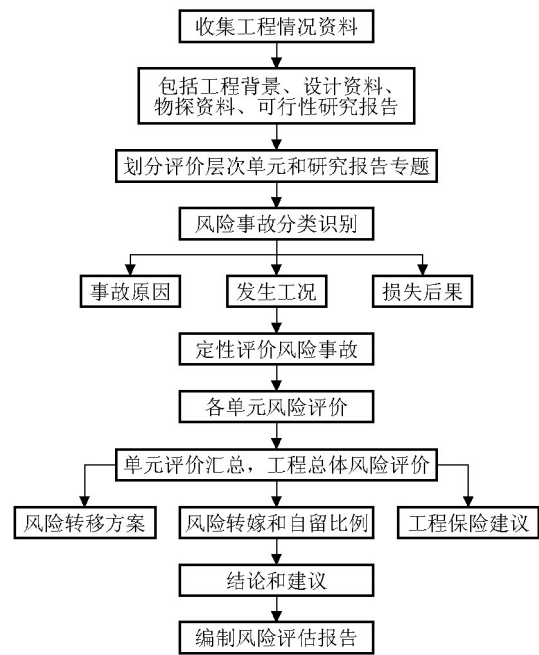 收集工程情况资料
包括工程背景、设计资料、
物探资料、可行性研究报告
划分评价层次单元和研究报告专题
风险事故分类识别
事故原因
发生工况
损失后果
定性评价风险事故
各单元风险评价
单元评价汇总，工程总体风险评价
风险转移方案
风险转嫁和自留比例
工程保险建议
结论和建议
编制风险评估报告